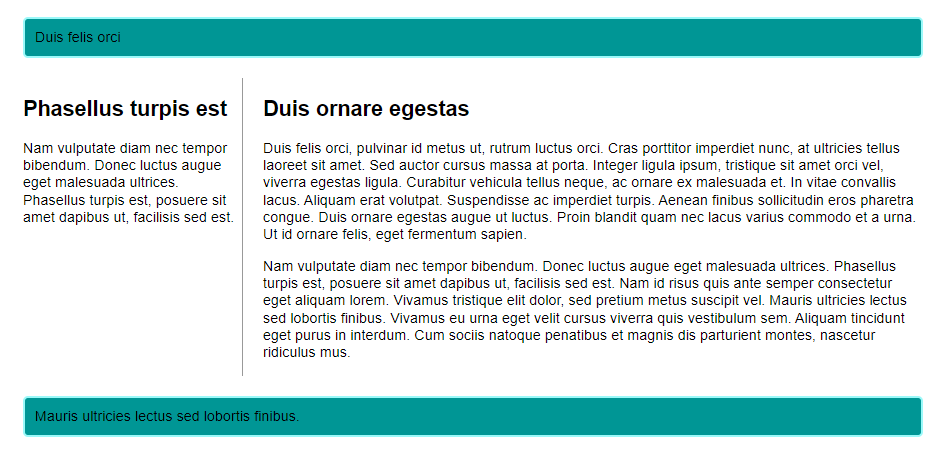 Duis felis orci
Phasellus turpis est
Nam vulputate diam nec tempor
bibendum. Donec luctus augue
eget malesuada ultrices.
Phasellus turpis est, posuere sit
amet dapibus ut, facilisis sed est.
Duis ornare egestas
Duis felis orci, pulvinar id metus ut, rutrum luctus orci. Cras porttitor imperdiet nunc, at ultricies tellus
laoreet sit amet. Sed auctor cursus massa at porta. Integer ligula ipsum, tristique sit amet orci vel,
viverra egestas ligula. Curabitur vehicula tellus neque, ac ornare ex malesuada et. In vitae convallis
lacus. Aliquam erat volutpat. Suspendisse ac imperdiet turpis. Aenean finibus sollicitudin eros pharetra
congue. Duis ornare egestas augue ut luctus. Proin blandit quam nec lacus varius commodo et a urna.
Ut id ornare felis, eget fermentum sapien.
Nam vulputate diam nec tempor bibendum. Donec luctus augue eget malesuada ultrices. Phasellus
turpis est, posuere sit amet dapibus ut, facilisis sed est. Nam id risus quis ante semper consectetur
eget aliquam lorem. Vivamus tristique elit dolor, sed pretium metus suscipit vel. Mauris ultricies lectus
sed lobortis finibus. Vivamus eu urna eget velit cursus viverra quis vestibulum sem. Aliquam tincidunt
eget purus in interdum. Cum sociis natoque penatibus et magnis dis parturient montes, nascetur
ridiculus mus.
Mauris ultricies lectus sed lobortis finibus.